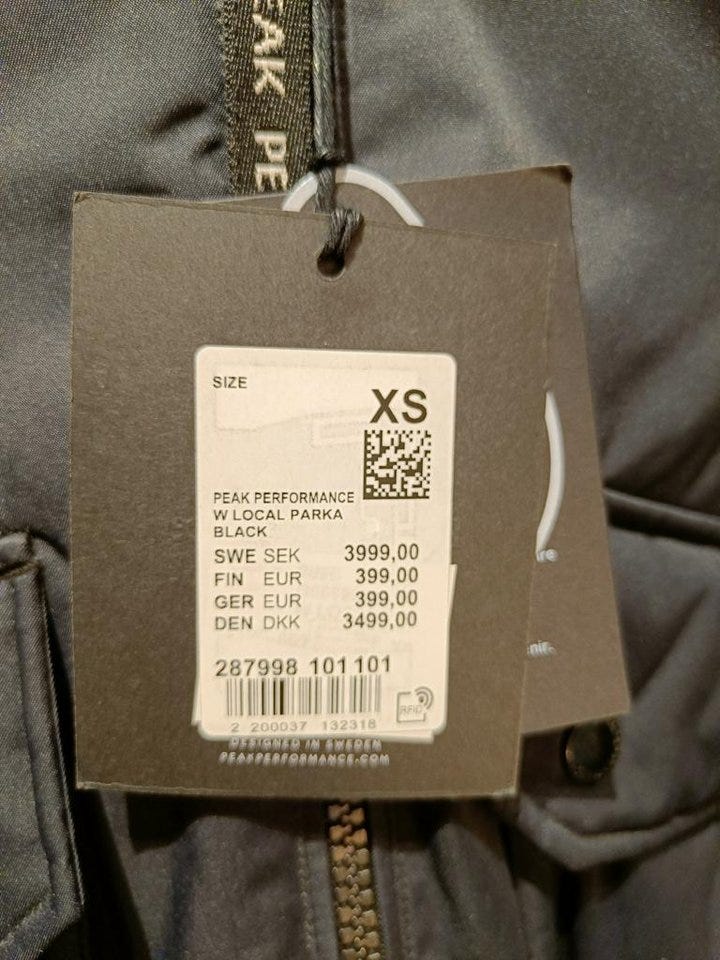 EAK PE
SIZE
XS
PEAK PERFORMANCE
W LOCAL PARKA
BLACK
SWE SEK 3999,00
FIN EUR 399,00
GER EUR 399,00
DEN DKK 3499,00
287998 101 101
RFID
2 200037 132318
DESIGNED IN SWEDEN
PEAKPERFORMANCE.COM